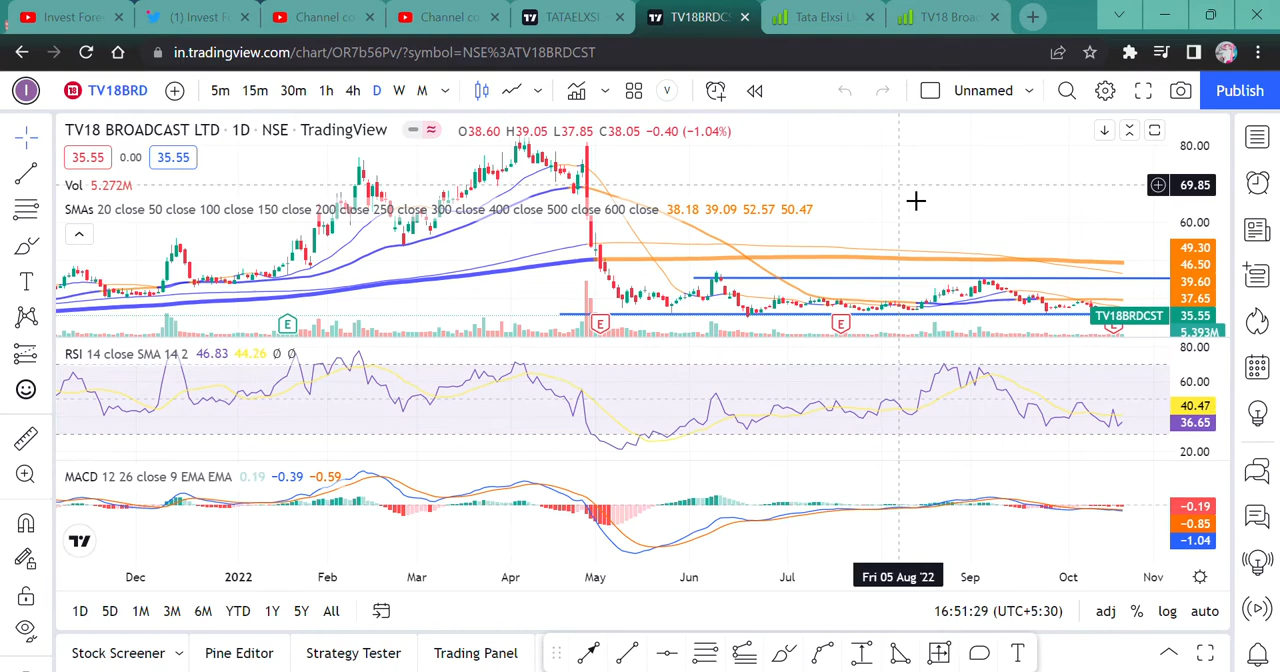 Invest Fores
(1) Invest F
Channel co
Channel co
TATAELXSI
TV18BRDCS
Tata Elxsi L
TV18 Broad
in.tradingview.com/chart/OR7b56Pv/?symbol=NSE%3ATV18BRDCST
I
18 TV18BRD
5m 15m 30m 1h 4h D W M
V
Unnamed
Publish
TV18 BROADCAST LTD · 1D · NSE · TradingView
O38.60 H39.05 L37.85 C38.05 −0.40 (−1.04%)
35.55 0.00 35.55
Vol 5.272M
SMAs 20 close 50 close 100 close 150 close 200 close 250 close 300 close 400 close 500 close 600 close 38.18 39.09 52.57 50.47
80.00
69.85
60.00
49.30
46.50
39.60
37.65
TV18BRDCST 35.55
5.393M
E
E
E
RSI 14 close SMA 14 2 46.83 44.26 Ø Ø
80.00
60.00
40.47
36.65
20.00
MACD 12 26 close 9 EMA EMA 0.19 −0.39 −0.59
−0.19
−0.85
−1.04
Dec 2022 Feb Mar Apr May Jun Jul Fri 05 Aug '22 Sep Oct Nov
1D 5D 1M 3M 6M YTD 1Y 5Y All
16:51:29 (UTC+5:30) adj % log auto
Stock Screener Pine Editor Strategy Tester Trading Panel